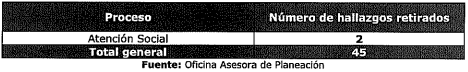 Proceso Número de hallazgos retirados
Atención Social 2
Total general 45
Fuente: Oficina Asesora de Planeación